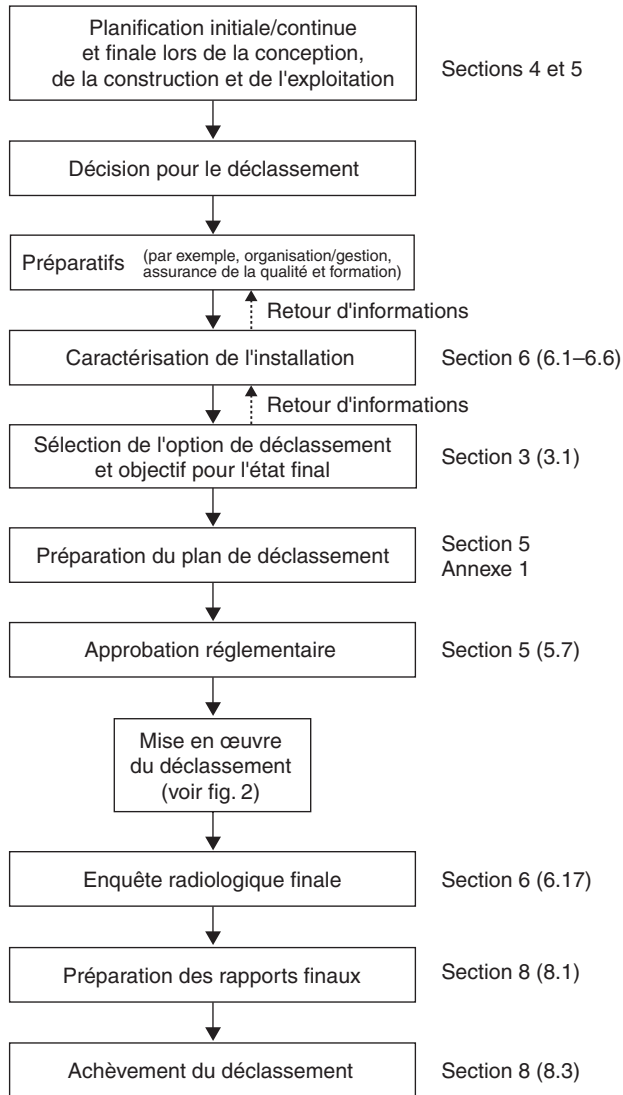 Planification initiale/continue
et finale lors de la conception,
de la construction et de l'exploitation
Sections 4 et 5
Décision pour le déclassement
Préparatifs
(par exemple, organisation/gestion,
assurance de la qualité et formation)
Retour d'informations
Caractérisation de l'installation
Section 6 (6.1–6.6)
Retour d'informations
Sélection de l'option de déclassement
et objectif pour l'état final
Section 3 (3.1)
Préparation du plan de déclassement
Section 5
Annexe 1
Approbation réglementaire
Section 5 (5.7)
Mise en œuvre
du déclassement
(voir fig. 2)
Enquête radiologique finale
Section 6 (6.17)
Préparation des rapports finaux
Section 8 (8.1)
Achèvement du déclassement
Section 8 (8.3)